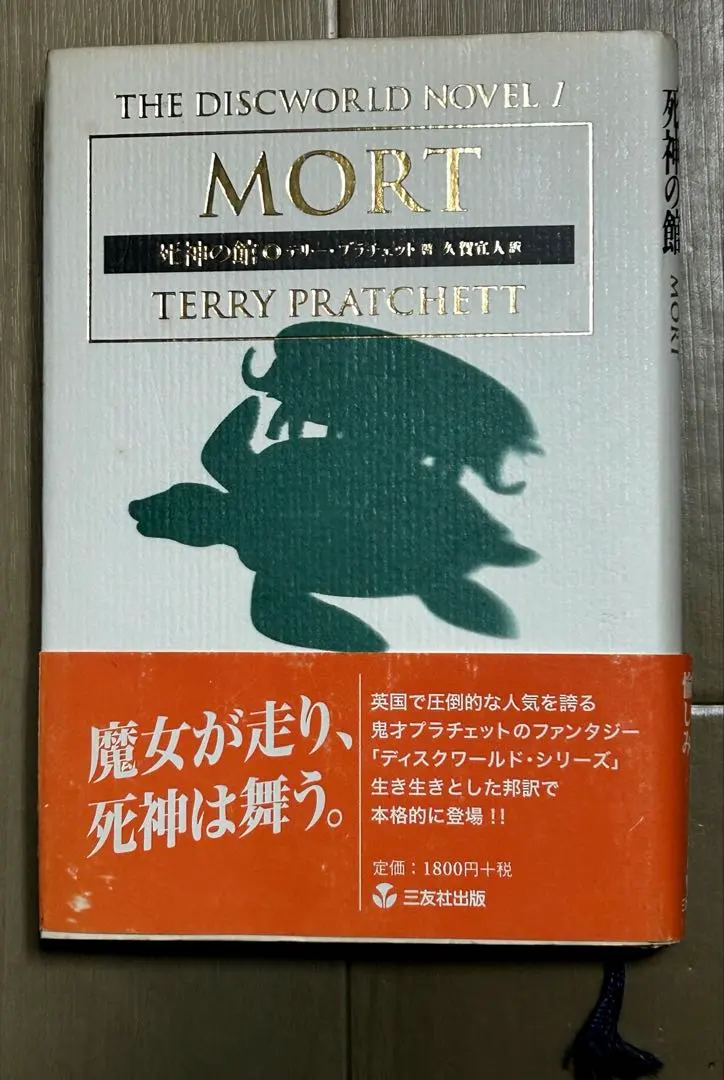 THE DISCWORLD NOVEL 1
MORT
死神の館●テリー・プラチェット 著 久賀宣人 訳
TERRY PRATCHETT
魔女が走り、
死神は舞う。
英国で圧倒的な人気を誇る
鬼才プラチェットのファンタジー
「ディスクワールド・シリーズ」
生き生きとした邦訳で
本格的に登場!!
定価:1800円+税
三友社出版
死神の館
MORT